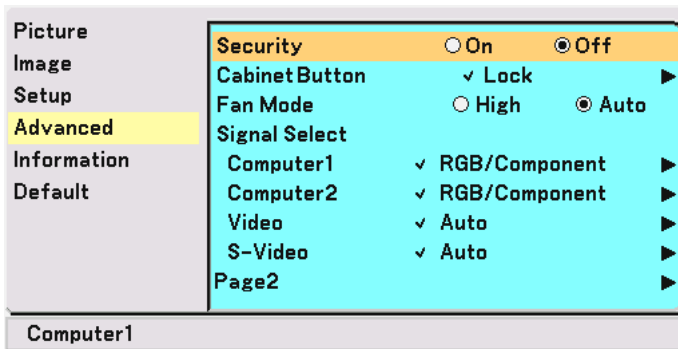 Picture
Image
Setup
Advanced
Information
Default
Security On Off
Cabinet Button ✓ Lock
Fan Mode High Auto
Signal Select
Computer1 ✓ RGB/Component
Computer2 ✓ RGB/Component
Video ✓ Auto
S-Video ✓ Auto
Page2
Computer1